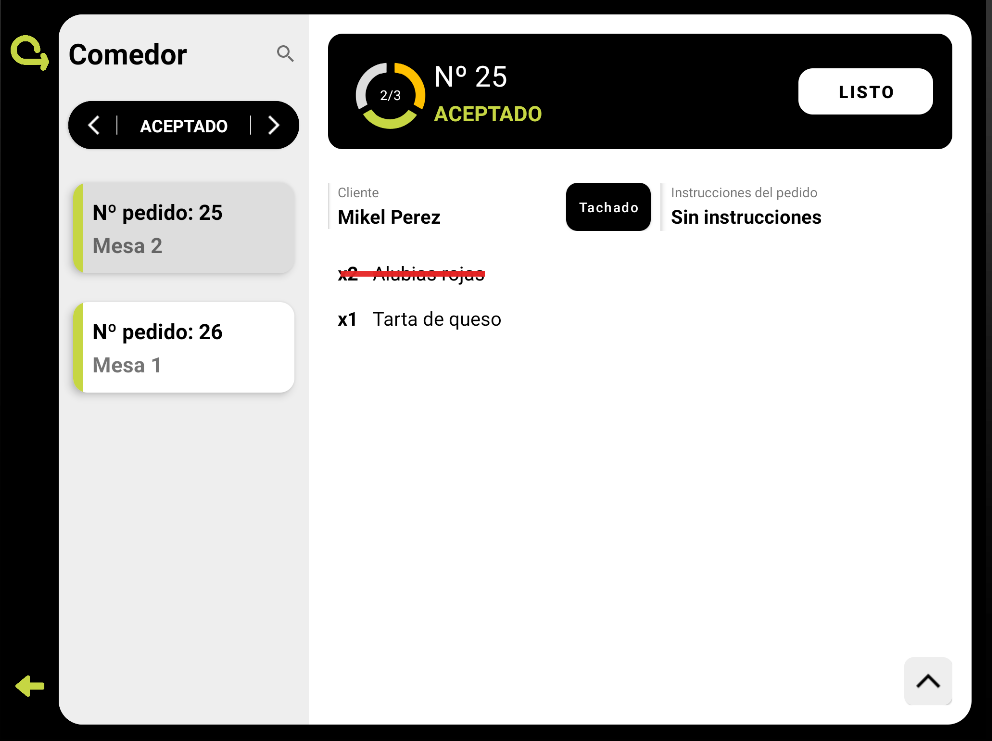 Comedor
ACEPTADO
Nº pedido: 25
Mesa 2
Nº pedido: 26
Mesa 1
2/3
Nº 25
ACEPTADO
LISTO
Cliente
Mikel Perez
Tachado
Instrucciones del pedido
Sin instrucciones
x2 Alubias rojas
x1 Tarta de queso